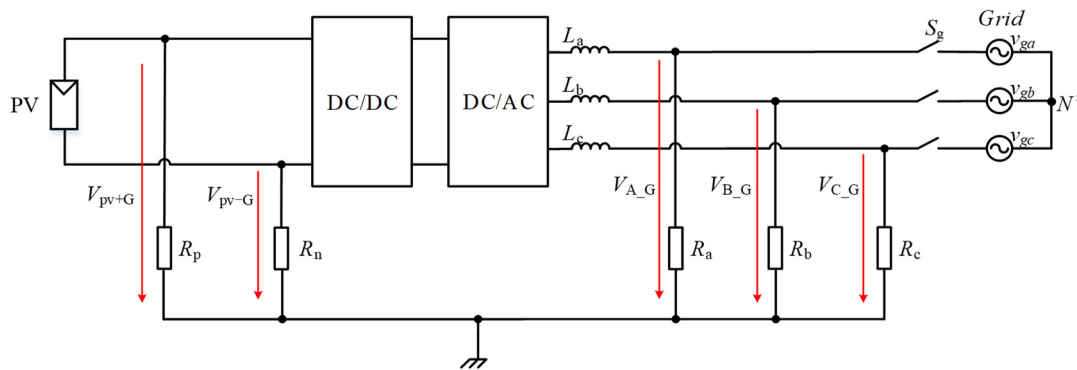 Grid
L_a
S_g
v_ga
DC/DC
DC/AC
L_b
v_gb
PV
N'
L_c
v_gc
V_pv+G
V_pv−G
V_A_G
V_B_G
V_C_G
R_p
R_n
R_a
R_b
R_c